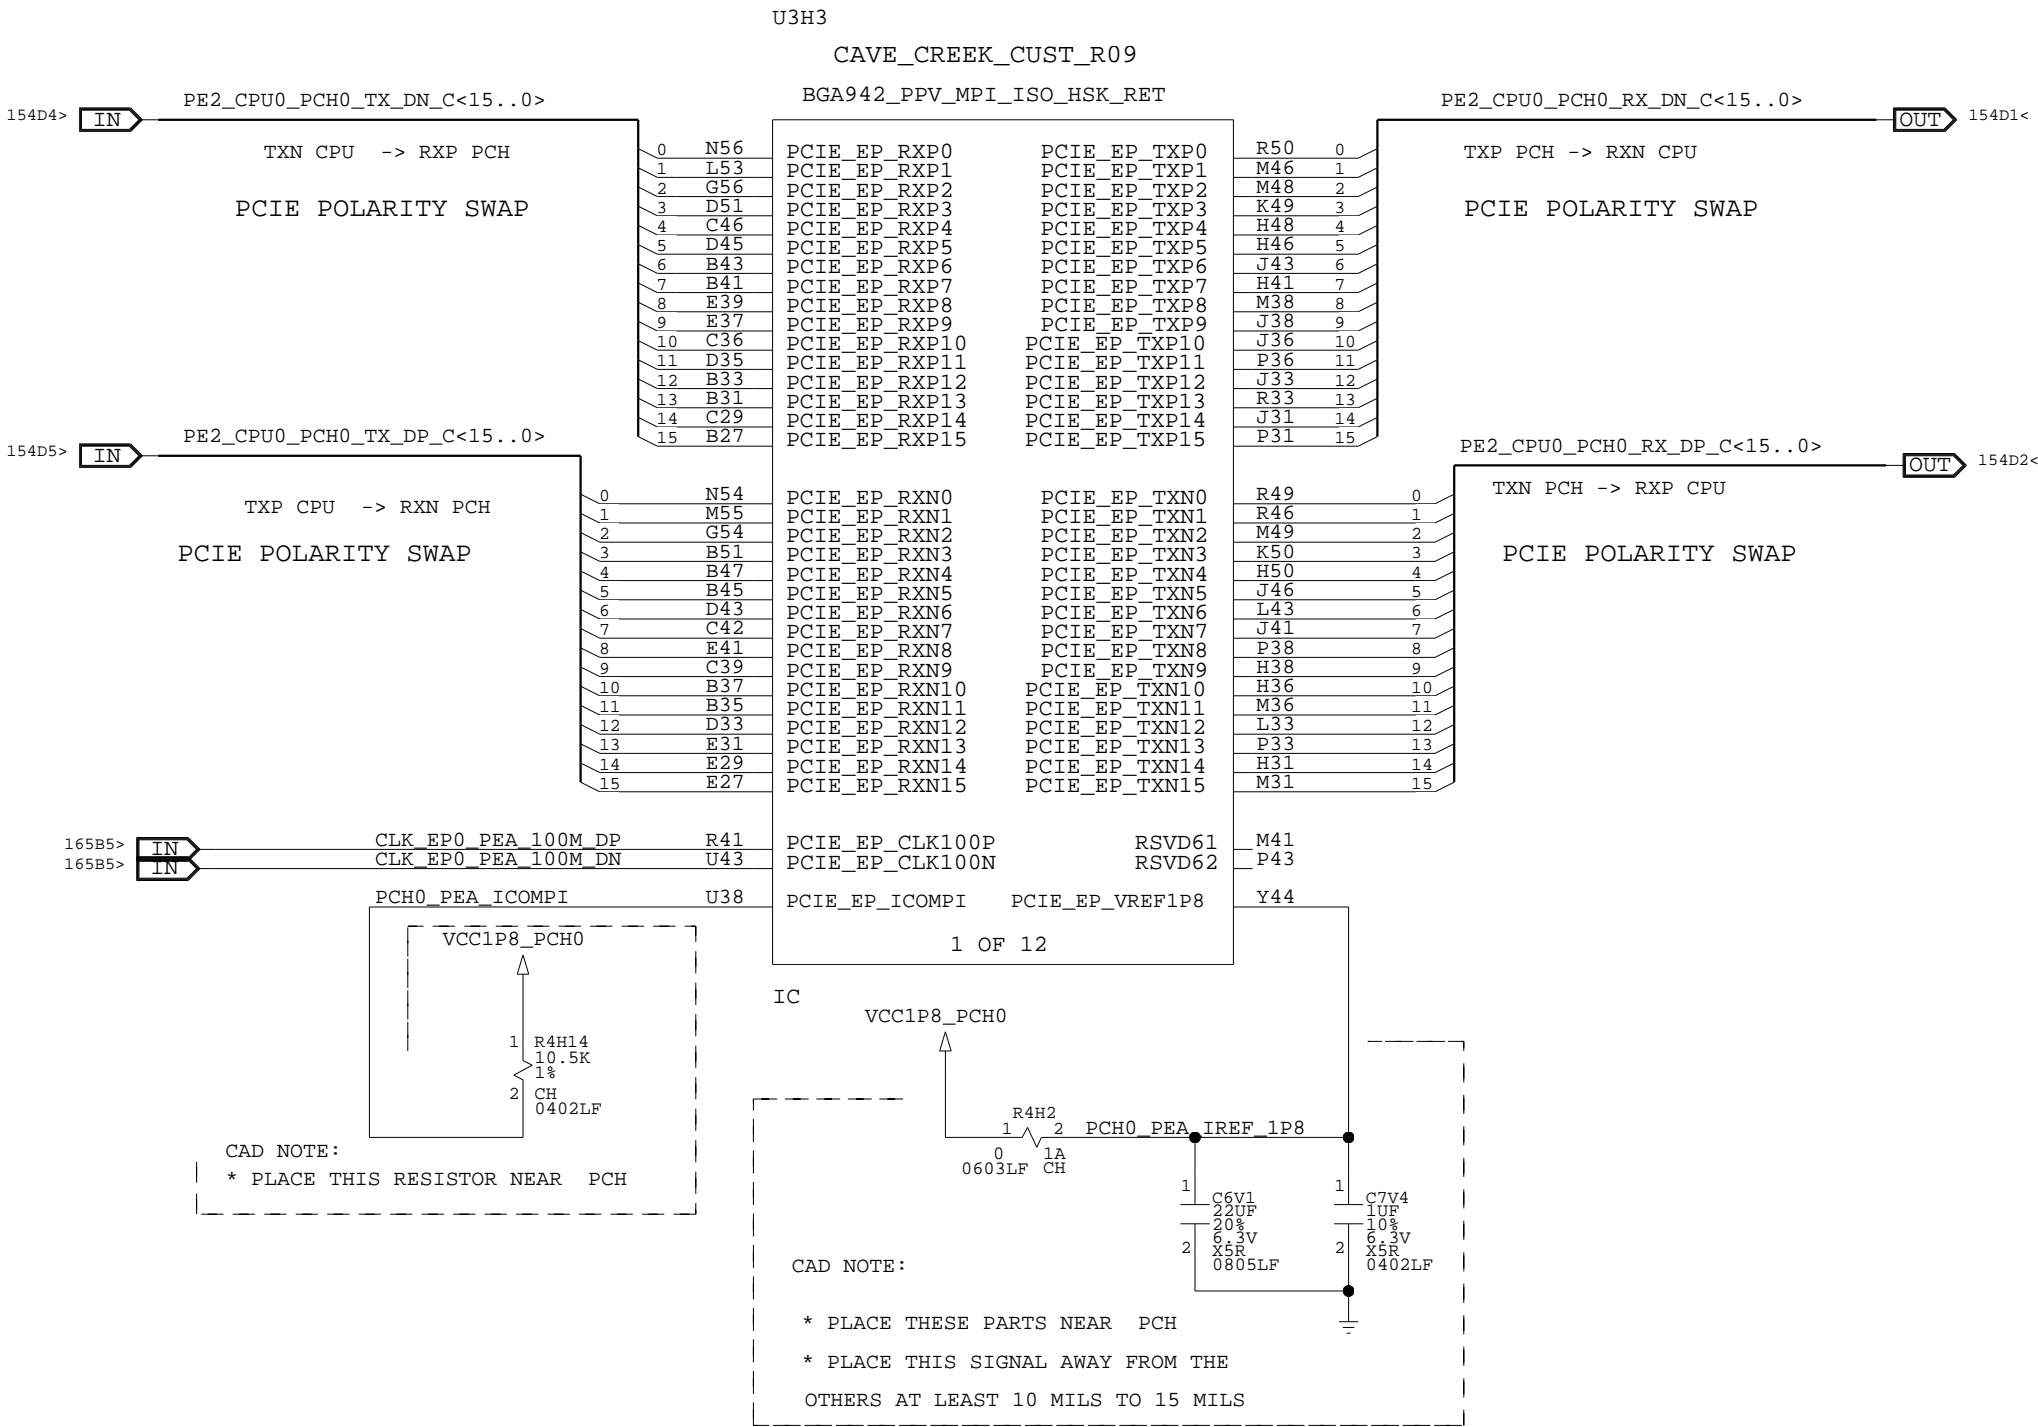 U3H3
CAVE_CREEK_CUST_R09
BGA942_PPV_MPI_ISO_HSK_RET
154D4> IN PE2_CPU0_PCH0_TX_DN_C<15..0>
TXN CPU -> RXP PCH
PCIE POLARITY SWAP
PE2_CPU0_PCH0_RX_DN_C<15..0> OUT 154D1<
TXP PCH -> RXN CPU
PCIE POLARITY SWAP
0 N56 PCIE_EP_RXP0 PCIE_EP_TXP0 R50 0
1 L53 PCIE_EP_RXP1 PCIE_EP_TXP1 M46 1
2 G56 PCIE_EP_RXP2 PCIE_EP_TXP2 M48 2
3 D51 PCIE_EP_RXP3 PCIE_EP_TXP3 K49 3
4 C46 PCIE_EP_RXP4 PCIE_EP_TXP4 H48 4
5 D45 PCIE_EP_RXP5 PCIE_EP_TXP5 H46 5
6 B43 PCIE_EP_RXP6 PCIE_EP_TXP6 J43 6
7 B41 PCIE_EP_RXP7 PCIE_EP_TXP7 H41 7
8 E39 PCIE_EP_RXP8 PCIE_EP_TXP8 M38 8
9 E37 PCIE_EP_RXP9 PCIE_EP_TXP9 J38 9
10 C36 PCIE_EP_RXP10 PCIE_EP_TXP10 J36 10
11 D35 PCIE_EP_RXP11 PCIE_EP_TXP11 P36 11
12 B33 PCIE_EP_RXP12 PCIE_EP_TXP12 J33 12
13 B31 PCIE_EP_RXP13 PCIE_EP_TXP13 R33 13
14 C29 PCIE_EP_RXP14 PCIE_EP_TXP14 J31 14
15 B27 PCIE_EP_RXP15 PCIE_EP_TXP15 P31 15
154D5> IN PE2_CPU0_PCH0_TX_DP_C<15..0>
TXP CPU -> RXN PCH
PCIE POLARITY SWAP
PE2_CPU0_PCH0_RX_DP_C<15..0> OUT 154D2<
TXN PCH -> RXP CPU
PCIE POLARITY SWAP
0 N54 PCIE_EP_RXN0 PCIE_EP_TXN0 R49 0
1 M55 PCIE_EP_RXN1 PCIE_EP_TXN1 R46 1
2 G54 PCIE_EP_RXN2 PCIE_EP_TXN2 M49 2
3 B51 PCIE_EP_RXN3 PCIE_EP_TXN3 K50 3
4 B47 PCIE_EP_RXN4 PCIE_EP_TXN4 H50 4
5 B45 PCIE_EP_RXN5 PCIE_EP_TXN5 J46 5
6 D43 PCIE_EP_RXN6 PCIE_EP_TXN6 L43 6
7 C42 PCIE_EP_RXN7 PCIE_EP_TXN7 J41 7
8 E41 PCIE_EP_RXN8 PCIE_EP_TXN8 P38 8
9 C39 PCIE_EP_RXN9 PCIE_EP_TXN9 H38 9
10 B37 PCIE_EP_RXN10 PCIE_EP_TXN10 H36 10
11 B35 PCIE_EP_RXN11 PCIE_EP_TXN11 M36 11
12 D33 PCIE_EP_RXN12 PCIE_EP_TXN12 L33 12
13 E31 PCIE_EP_RXN13 PCIE_EP_TXN13 P33 13
14 E29 PCIE_EP_RXN14 PCIE_EP_TXN14 H31 14
15 E27 PCIE_EP_RXN15 PCIE_EP_TXN15 M31 15
165B5> IN CLK_EP0_PEA_100M_DP R41 PCIE_EP_CLK100P RSVD61 M41
165B5> IN CLK_EP0_PEA_100M_DN U43 PCIE_EP_CLK100N RSVD62 P43
PCH0_PEA_ICOMPI U38 PCIE_EP_ICOMPI PCIE_EP_VREF1P8 Y44
1 OF 12
IC
VCC1P8_PCH0
1 R4H14
10.5K
1%
2 CH
0402LF
CAD NOTE:
* PLACE THIS RESISTOR NEAR PCH
VCC1P8_PCH0
R4H2
1 2 PCH0_PEA_IREF_1P8
0 1A
0603LF CH
1 C6V1
22UF
20%
6.3V
2 X5R
0805LF
1 C7V4
1UF
10%
6.3V
2 X5R
0402LF
CAD NOTE:
* PLACE THESE PARTS NEAR PCH
* PLACE THIS SIGNAL AWAY FROM THE
OTHERS AT LEAST 10 MILS TO 15 MILS